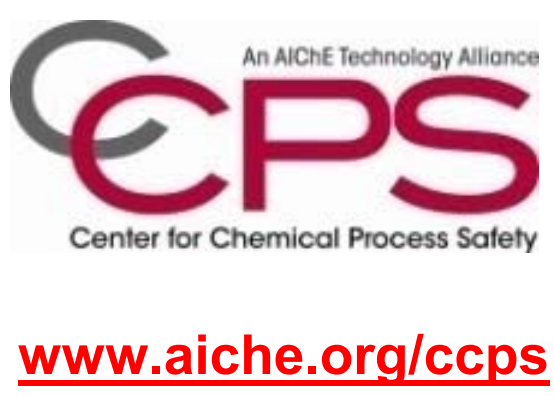 An AIChE Technology Alliance
CCPS
Center for Chemical Process Safety
www.aiche.org/ccps